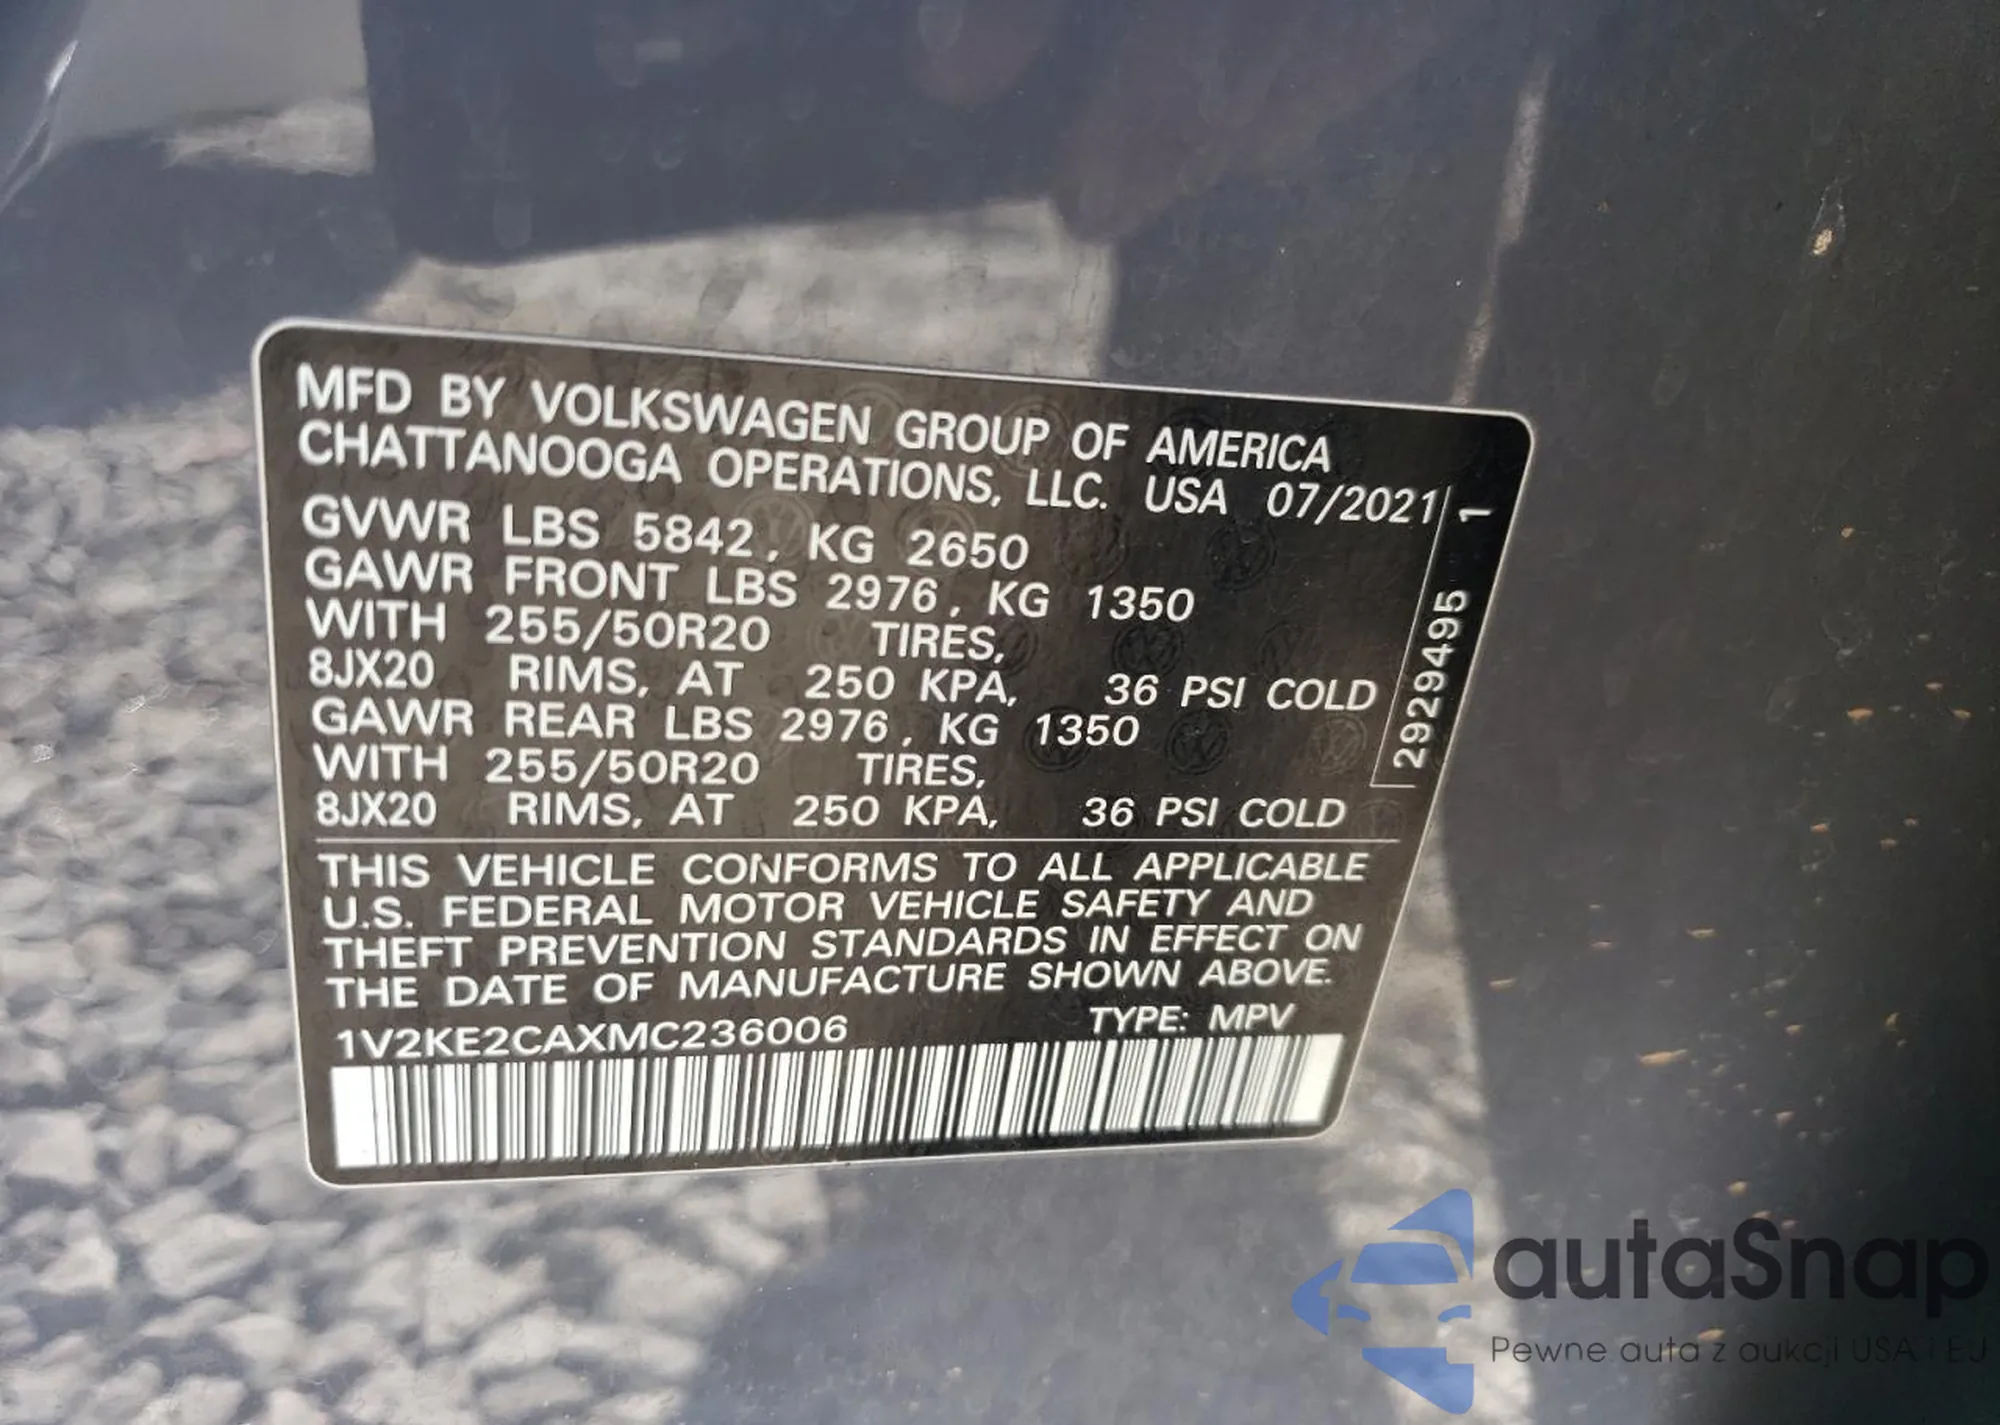 MFD BY VOLKSWAGEN GROUP OF AMERICA
CHATTANOOGA OPERATIONS, LLC. USA 07/2021
GVWR LBS 5842, KG 2650
GAWR FRONT LBS 2976, KG 1350
WITH 255/50R20 TIRES,
8JX20 RIMS, AT 250 KPA, 36 PSI COLD
GAWR REAR LBS 2976, KG 1350
WITH 255/50R20 TIRES,
8JX20 RIMS, AT 250 KPA, 36 PSI COLD
29294495 1
THIS VEHICLE CONFORMS TO ALL APPLICABLE
U.S. FEDERAL MOTOR VEHICLE SAFETY AND
THEFT PREVENTION STANDARDS IN EFFECT ON
THE DATE OF MANUFACTURE SHOWN ABOVE.
1V2KE2CAXMC236006 TYPE: MPV
autaSnap
Pewne auta z aukcji USA i EU